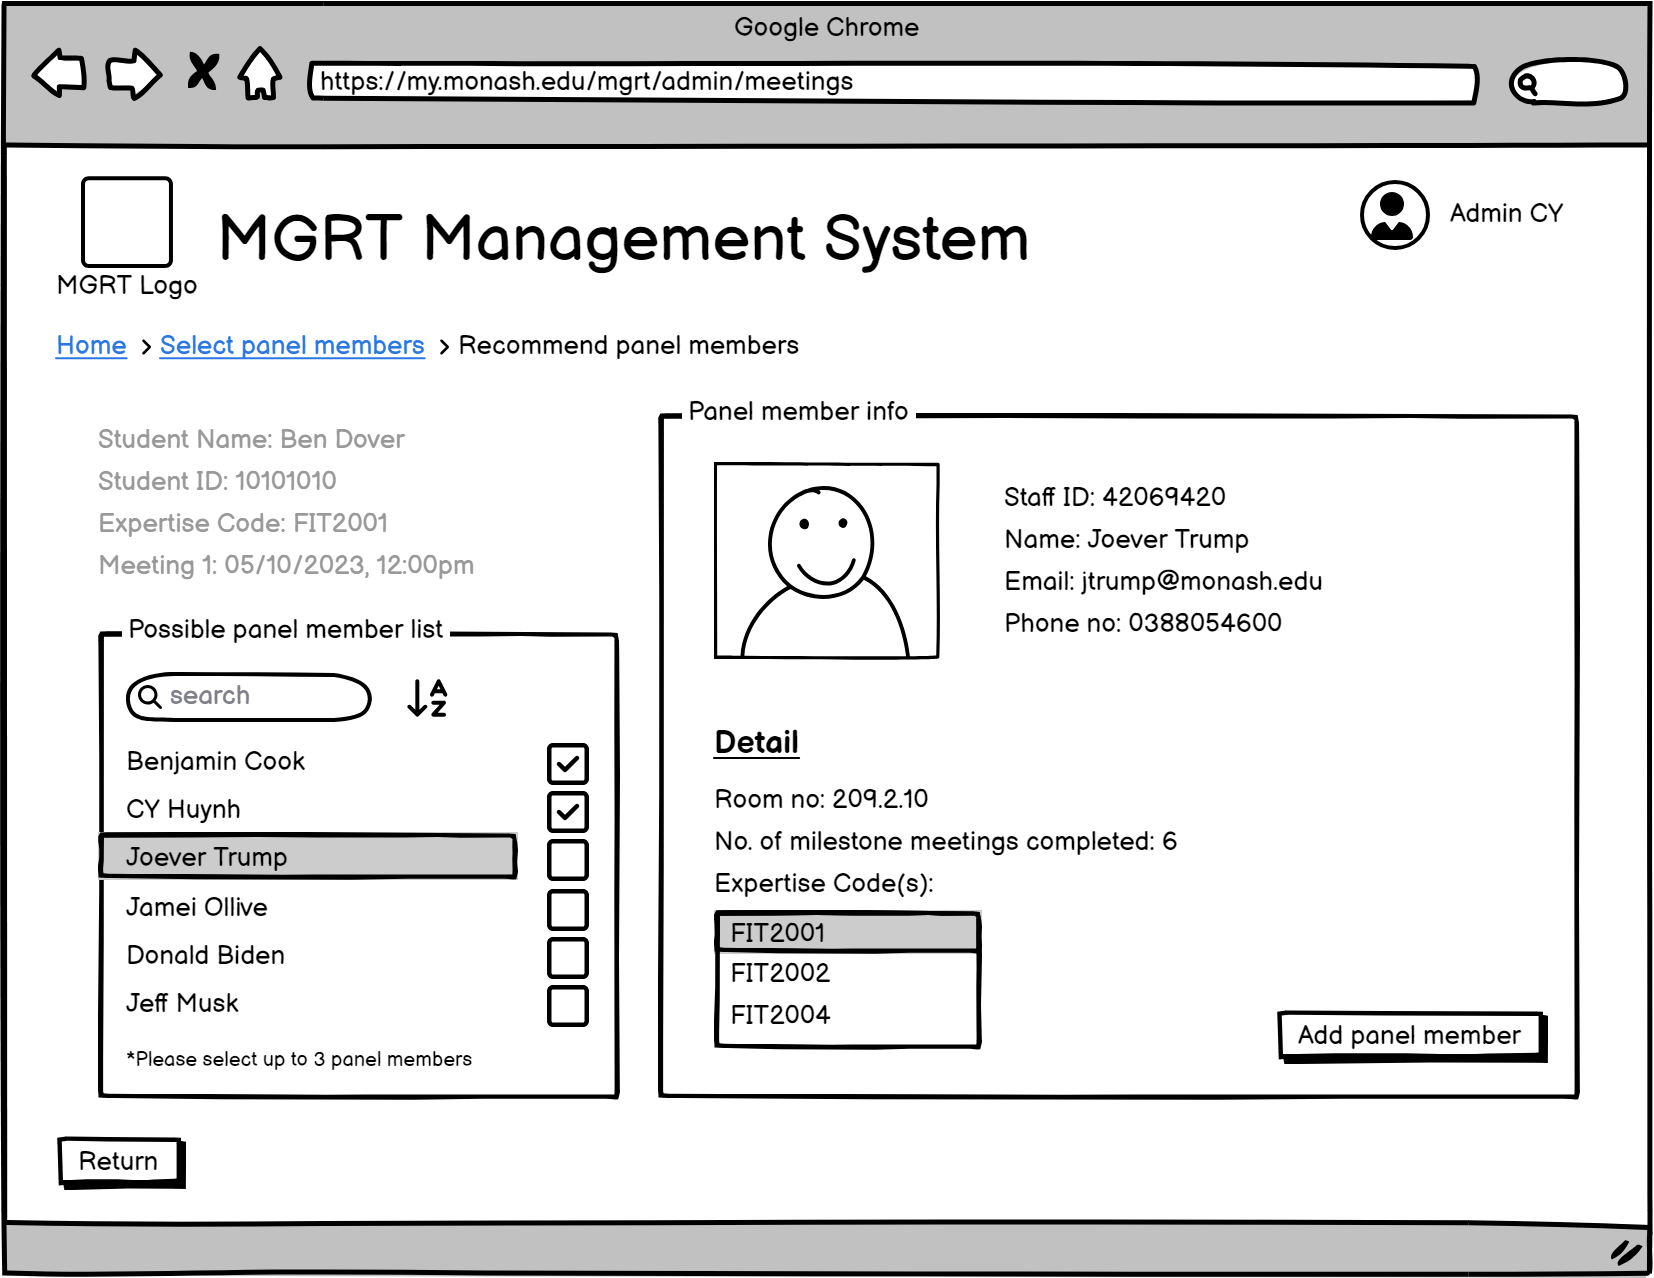 Google Chrome
https://my.monash.edu/mgrt/admin/meetings
MGRT Management System
Admin CY
MGRT Logo
Home > Select panel members > Recommend panel members
Student Name: Ben Dover
Student ID: 10101010
Expertise Code: FIT2001
Meeting 1: 05/10/2023, 12:00pm
Possible panel member list
search
A
Z
Benjamin Cook
CY Huynh
Joever Trump
Jamei Ollive
Donald Biden
Jeff Musk
*Please select up to 3 panel members
Panel member info
Staff ID: 42069420
Name: Joever Trump
Email: jtrump@monash.edu
Phone no: 0388054600
Detail
Room no: 209.2.10
No. of milestone meetings completed: 6
Expertise Code(s):
FIT2001
FIT2002
FIT2004
Add panel member
Return